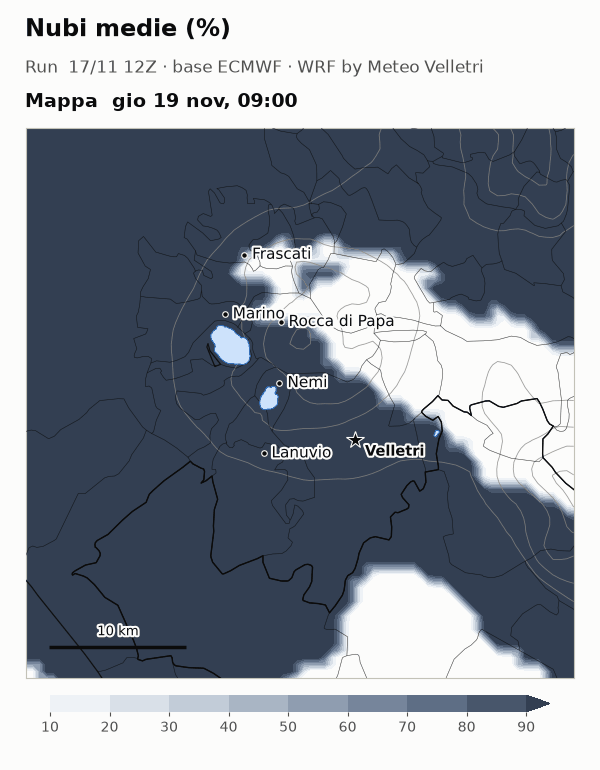 Nubi medie (%)
Run  17/11 12Z · base ECMWF · WRF by Meteo Velletri
Mappa  gio 19 nov, 09:00
Frascati
Marino
Rocca di Papa
Nemi
Velletri
Lanuvio
10 km
10 20 30 40 50 60 70 80 90